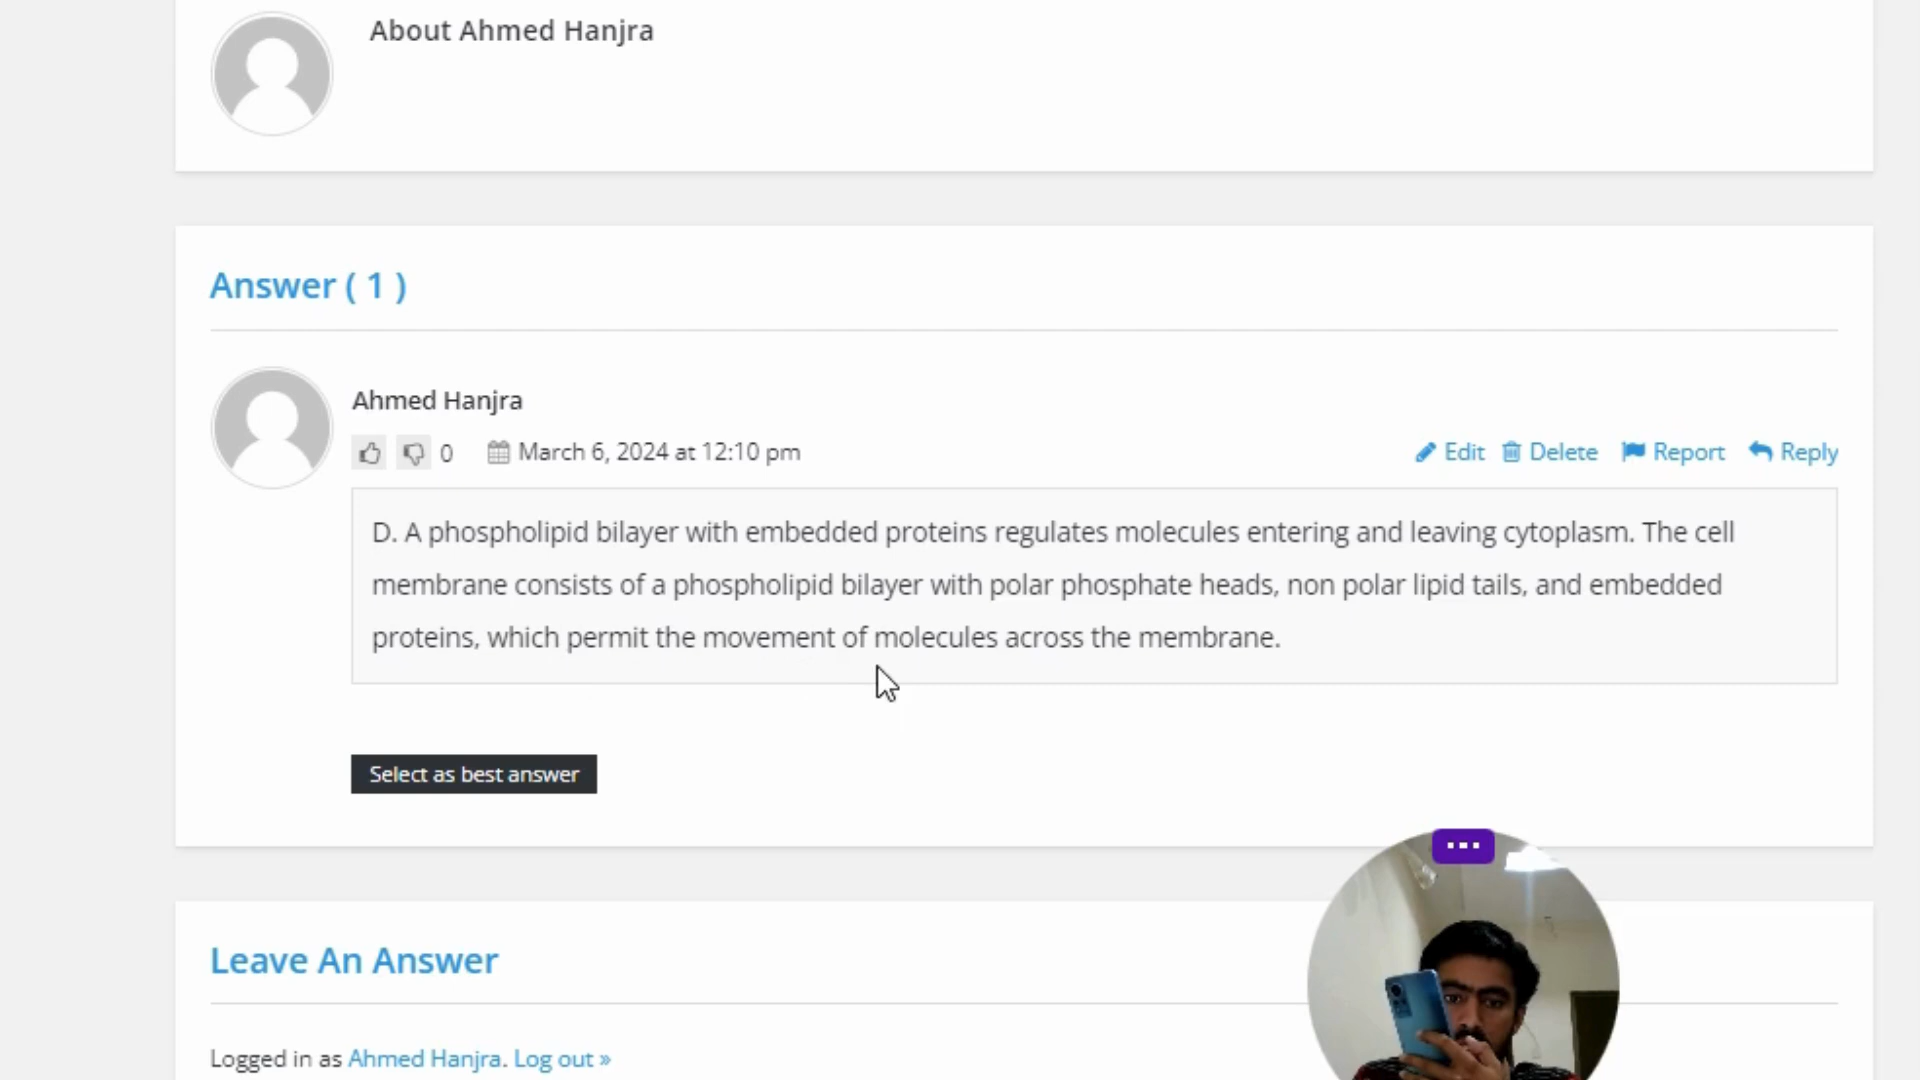 About Ahmed Hanjra
Answer ( 1 )
Ahmed Hanjra
0 March 6, 2024 at 12:10 pm Edit Delete Report Reply
D. A phospholipid bilayer with embedded proteins regulates molecules entering and leaving cytoplasm. The cell
membrane consists of a phospholipid bilayer with polar phosphate heads, non polar lipid tails, and embedded
proteins, which permit the movement of molecules across the membrane.
Select as best answer
Leave An Answer
Logged in as Ahmed Hanjra. Log out »